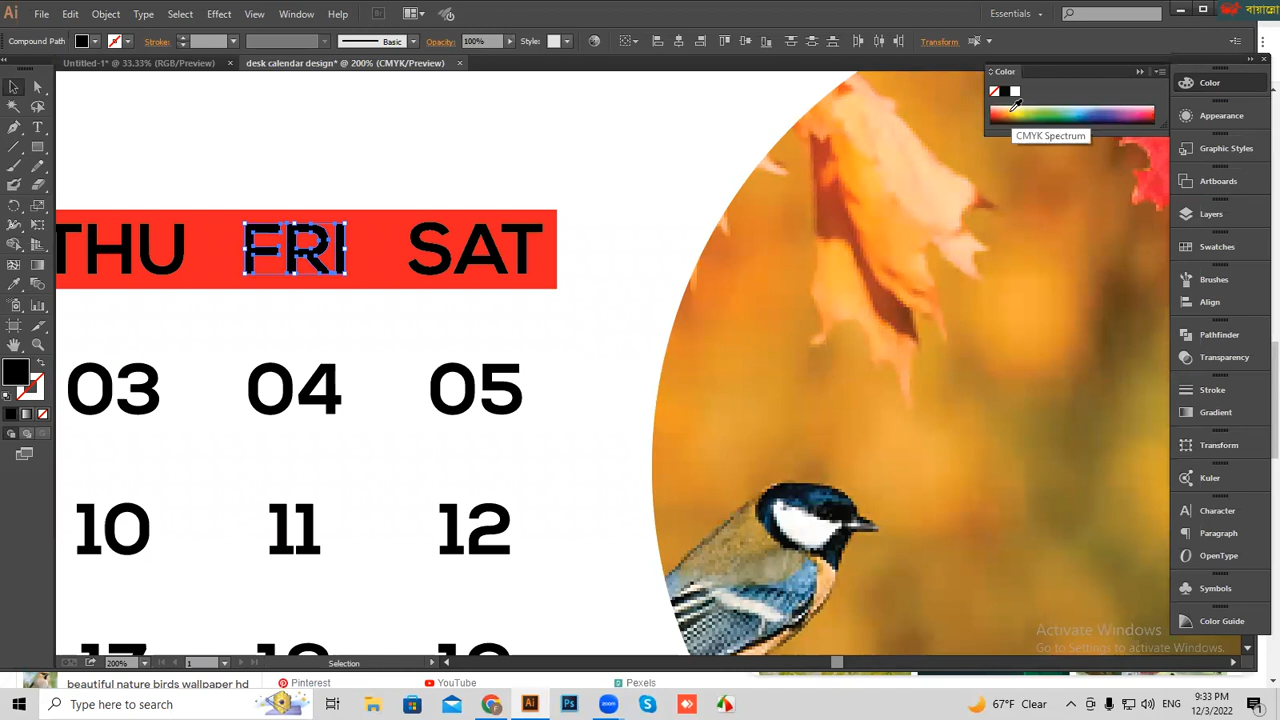 Ai File Edit Object Type Select Effect View Window Help Br Essentials বায়ান্নো
Compound Path Stroke: Basic Opacity: 100% Style: Transform
Untitled-1* @ 33.33% (RGB/Preview) × desk calendar design* @ 200% (CMYK/Preview) ×
Color
CMYK Spectrum
Color
Appearance
Graphic Styles
Artboards
Layers
Swatches
Brushes
Align
Pathfinder
Transparency
Stroke
Gradient
Transform
Kuler
Character
Paragraph
OpenType
Symbols
Color Guide
THU FRI SAT
03 04 05
10 11 12
Activate Windows
Go to Settings to activate Windows.
200% 1 Selection
beautiful nature birds wallpaper hd Pinterest YouTube Pexels
Type here to search
67°F Clear
9:33 PM
12/3/2022